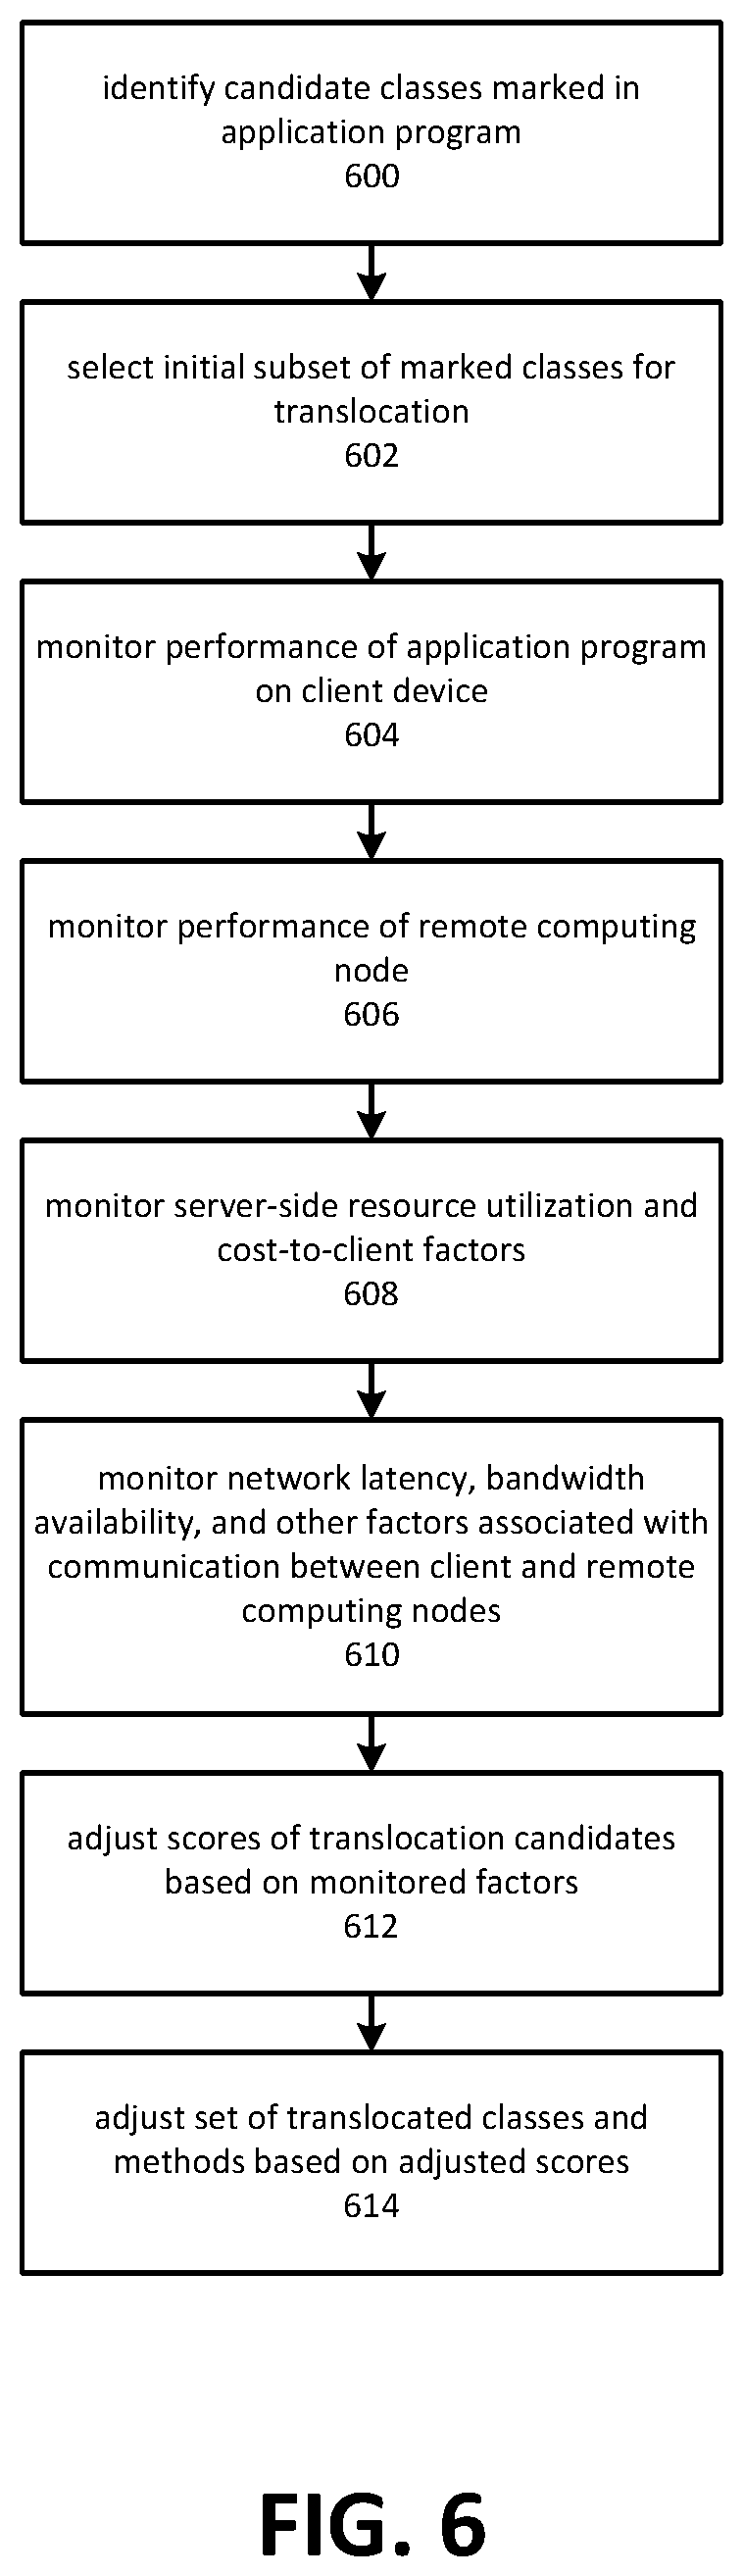 identify candidate classes marked in
application program
600
select initial subset of marked classes for
translocation
602
monitor performance of application program
on client device
604
monitor performance of remote computing
node
606
monitor server-side resource utilization and
cost-to-client factors
608
monitor network latency, bandwidth
availability, and other factors associated with
communication between client and remote
computing nodes
610
adjust scores of translocation candidates
based on monitored factors
612
adjust set of translocated classes and
methods based on adjusted scores
614
FIG. 6